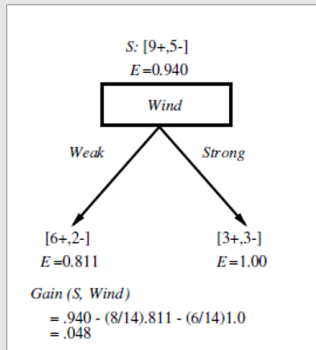 S: [9+,5-]
E =0.940
Wind
Weak Strong
[6+,2-] [3+,3-]
E =0.811 E =1.00
Gain (S, Wind)
= .940 - (8/14).811 - (6/14)1.0
= .048